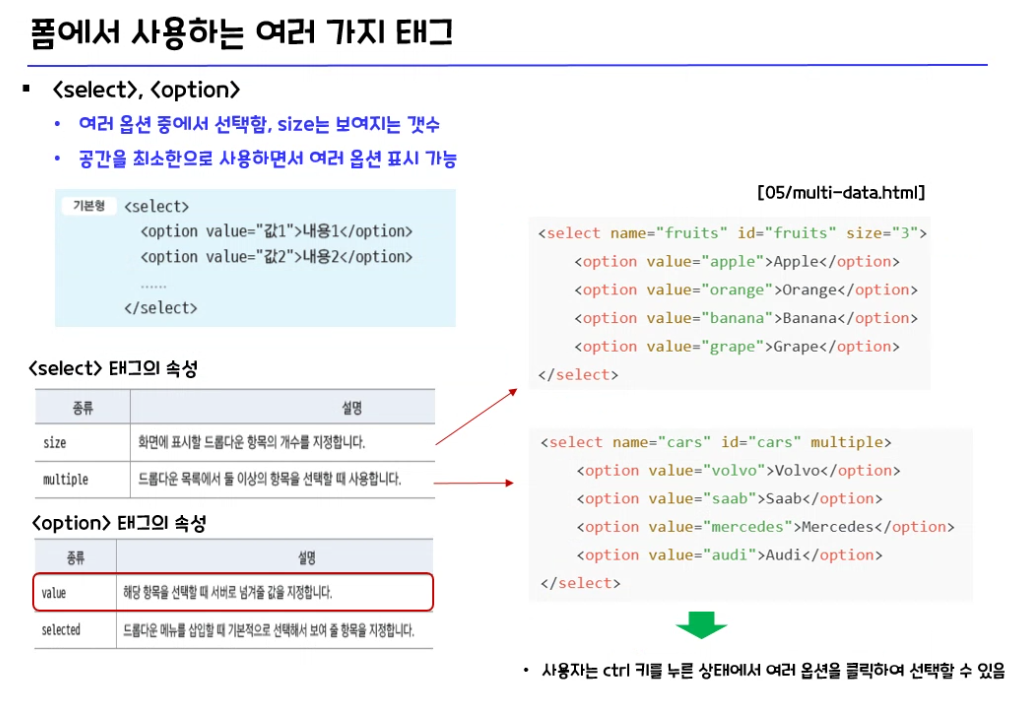 폼에서 사용하는 여러 가지 태그
▪ <select>, <option>
• 여러 옵션 중에서 선택함, size는 보여지는 갯수
• 공간을 최소한으로 사용하면서 여러 옵션 표시 가능
기본형 <select>
<option value="값1">내용1</option>
<option value="값2">내용2</option>
......
</select>
<select> 태그의 속성
종류 설명
size 화면에 표시할 드롭다운 항목의 개수를 지정합니다.
multiple 드롭다운 목록에서 둘 이상의 항목을 선택할 때 사용합니다.
<option> 태그의 속성
종류 설명
value 해당 항목을 선택할 때 서버로 넘겨줄 값을 지정합니다.
selected 드롭다운 메뉴를 삽입할 때 기본적으로 선택해서 보여 줄 항목을 지정합니다.
[05/multi-data.html]
<select name="fruits" id="fruits" size="3">
<option value="apple">Apple</option>
<option value="orange">Orange</option>
<option value="banana">Banana</option>
<option value="grape">Grape</option>
</select>
<select name="cars" id="cars" multiple>
<option value="volvo">Volvo</option>
<option value="saab">Saab</option>
<option value="mercedes">Mercedes</option>
<option value="audi">Audi</option>
</select>
• 사용자는 ctrl 키를 누른 상태에서 여러 옵션을 클릭하여 선택할 수 있음